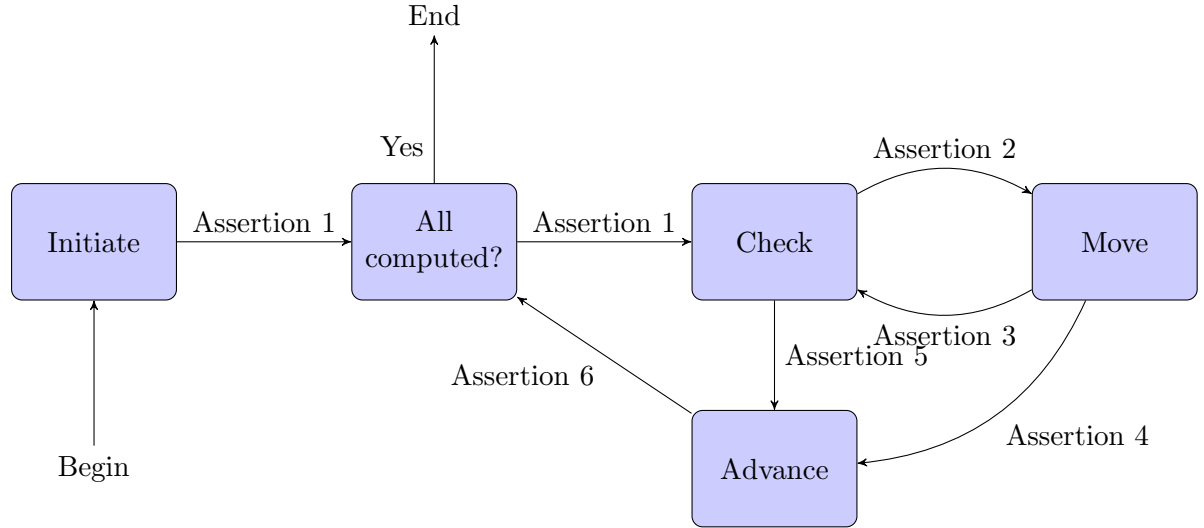 End
Yes
Assertion 2
Initiate
Assertion 1
All
computed?
Assertion 1
Check
Move
Assertion 3
Assertion 5
Assertion 6
Assertion 4
Begin
Advance